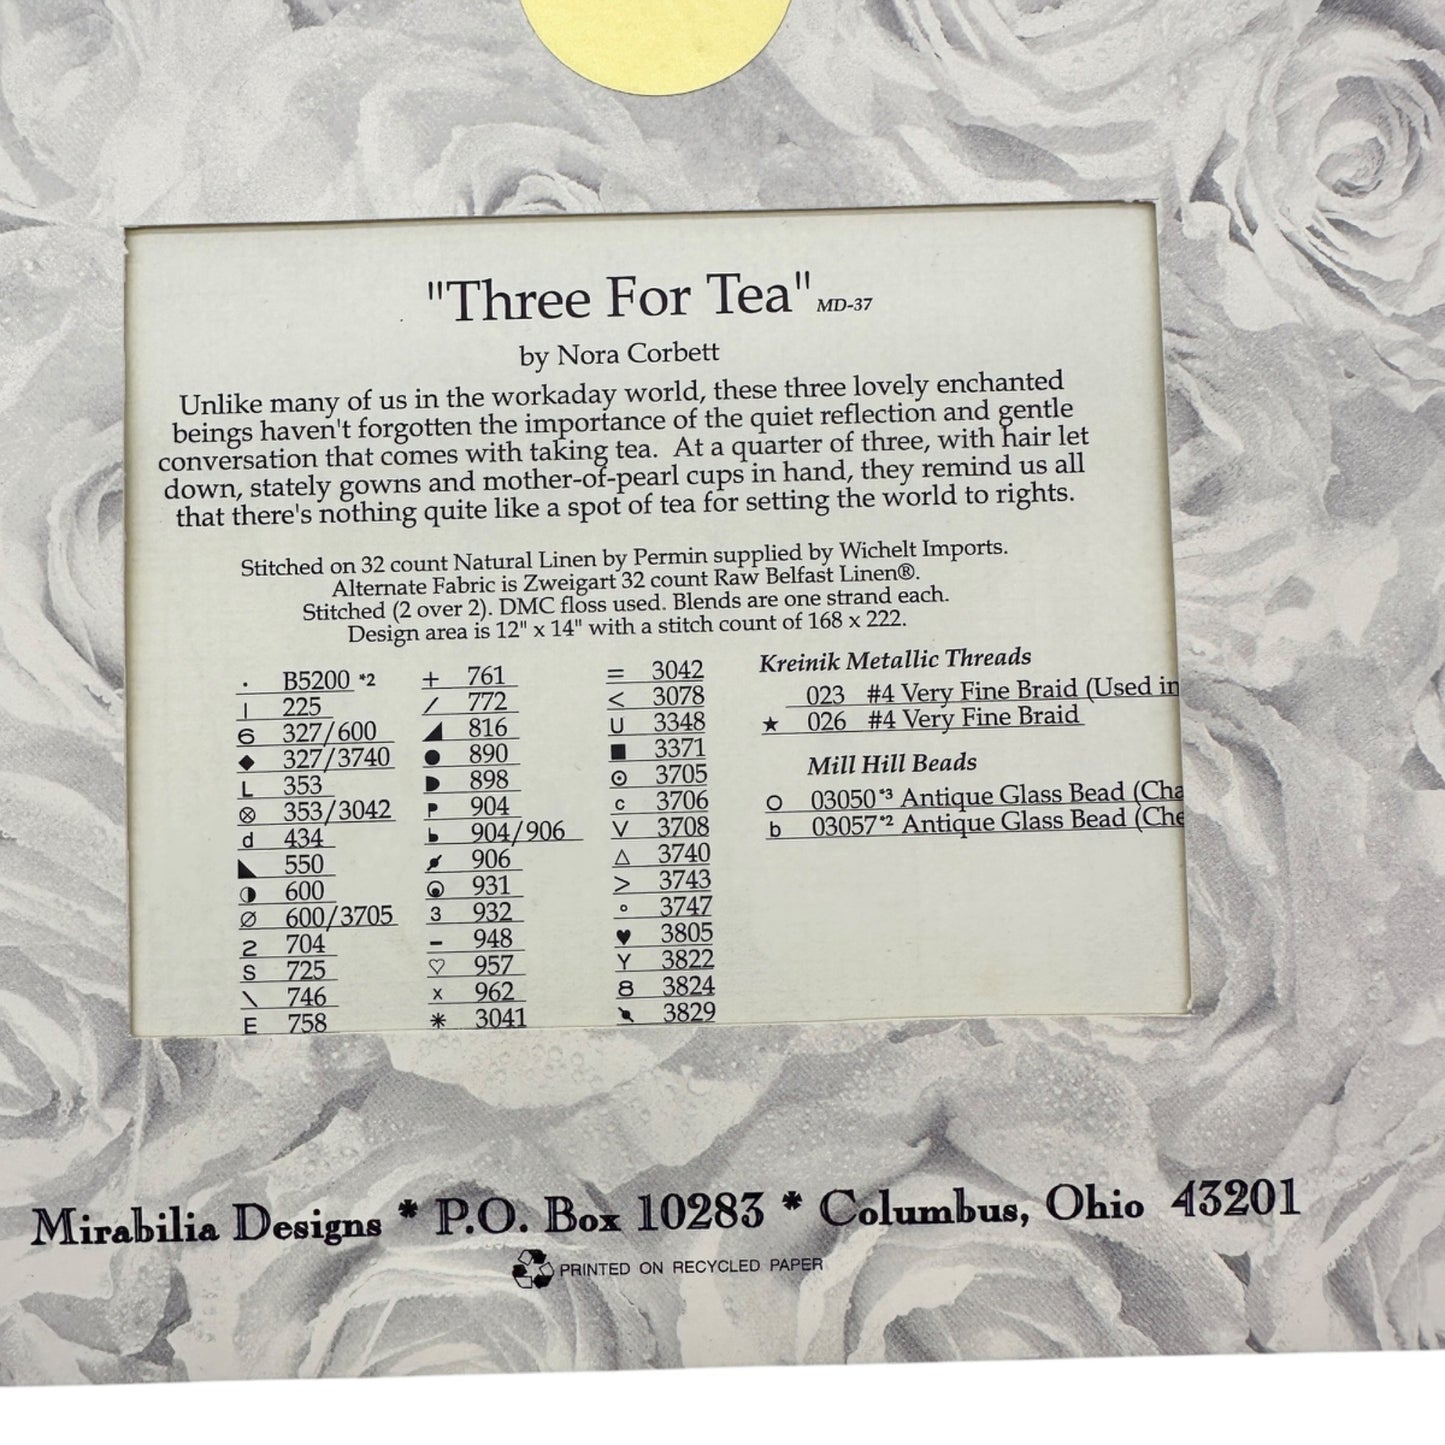 "Three For Tea" MD-37
by Nora Corbett
Unlike many of us in the workaday world, these three lovely enchanted
beings haven't forgotten the importance of the quiet reflection and gentle
conversation that comes with taking tea. At a quarter of three, with hair let
down, stately gowns and mother-of-pearl cups in hand, they remind us all
that there's nothing quite like a spot of tea for setting the world to rights.
Stitched on 32 count Natural Linen by Permin supplied by Wichelt Imports.
Alternate Fabric is Zweigart 32 count Raw Belfast Linen®.
Stitched (2 over 2). DMC floss used. Blends are one strand each.
Design area is 12" x 14" with a stitch count of 168 x 222.
· B5200 *2
| 225
6 327/600
◆ 327/3740
L 353
⊗ 353/3042
d 434
◣ 550
◑ 600
∅ 600/3705
2 704
S 725
\ 746
E 758
+ 761
/ 772
◢ 816
● 890
◗ 898
P 904
b 904/906
906
931
3 932
- 948
♡ 957
x 962
* 3041
= 3042
< 3078
U 3348
■ 3371
⊙ 3705
c 3706
V 3708
△ 3740
> 3743
° 3747
♥ 3805
Y 3822
8 3824
3829
Kreinik Metallic Threads
023 #4 Very Fine Braid (Used in
★ 026 #4 Very Fine Braid
Mill Hill Beads
O 03050*3 Antique Glass Bead (Cha
b 03057*2 Antique Glass Bead (Che
Mirabilia Designs * P.O. Box 10283 * Columbus, Ohio 43201
PRINTED ON RECYCLED PAPER